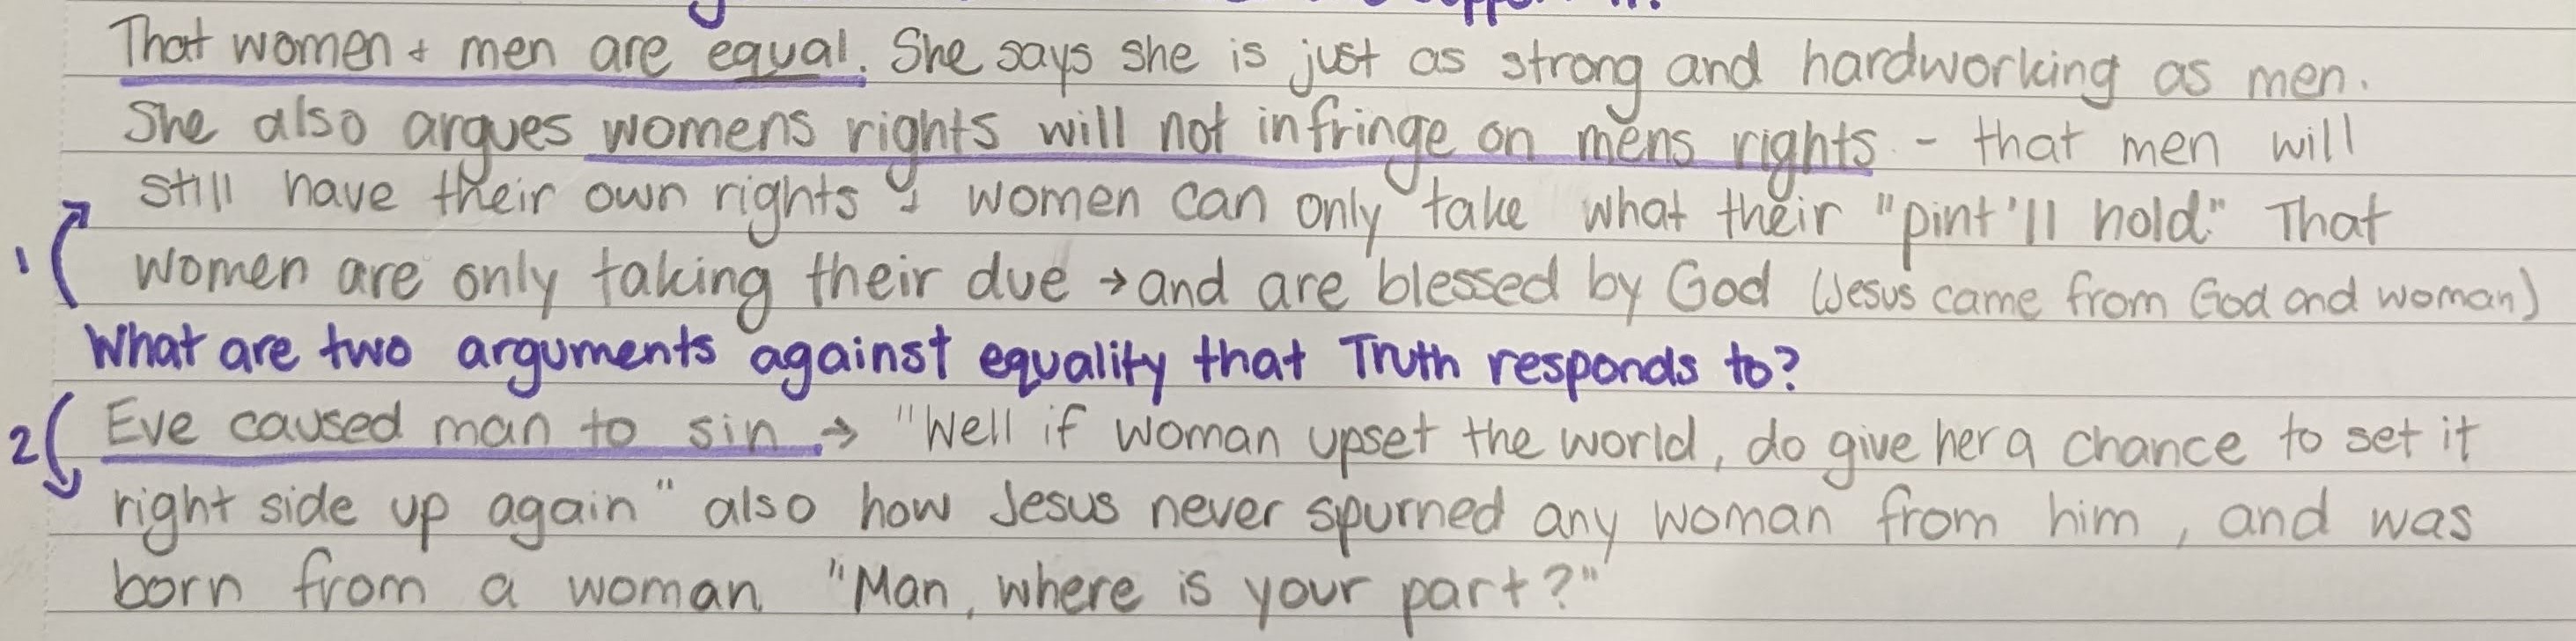 That women + men are equal. She says she is just as strong and hardworking as men.
She also argues womens rights will not infringe on mens rights - that men will
still have their own rights + women can only take what their "pint'll hold." That
1 women are only taking their due → and are blessed by God (Jesus came from God and woman)
What are two arguments against equality that Truth responds to?
2 Eve caused man to sin → "Well if woman upset the world, do give her a chance to set it
right side up again" also how Jesus never spurned any woman from him, and was
born from a woman "Man, where is your part?"